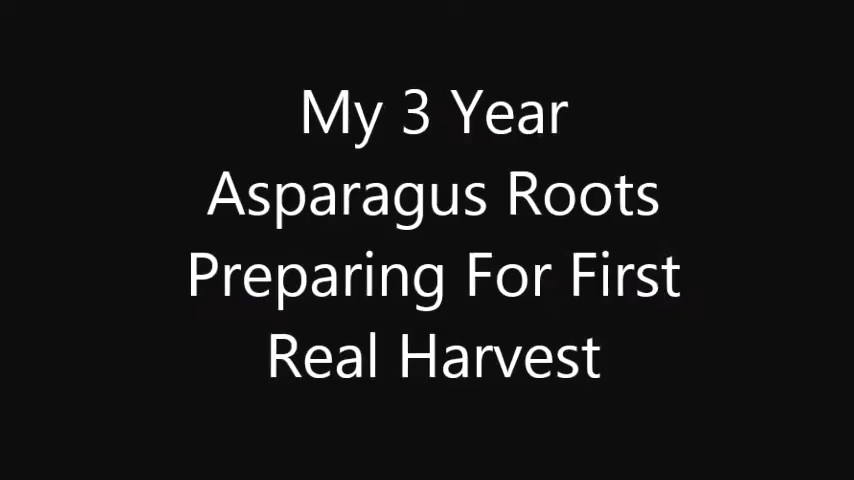 My 3 Year
Asparagus Roots
Preparing For First
Real Harvest